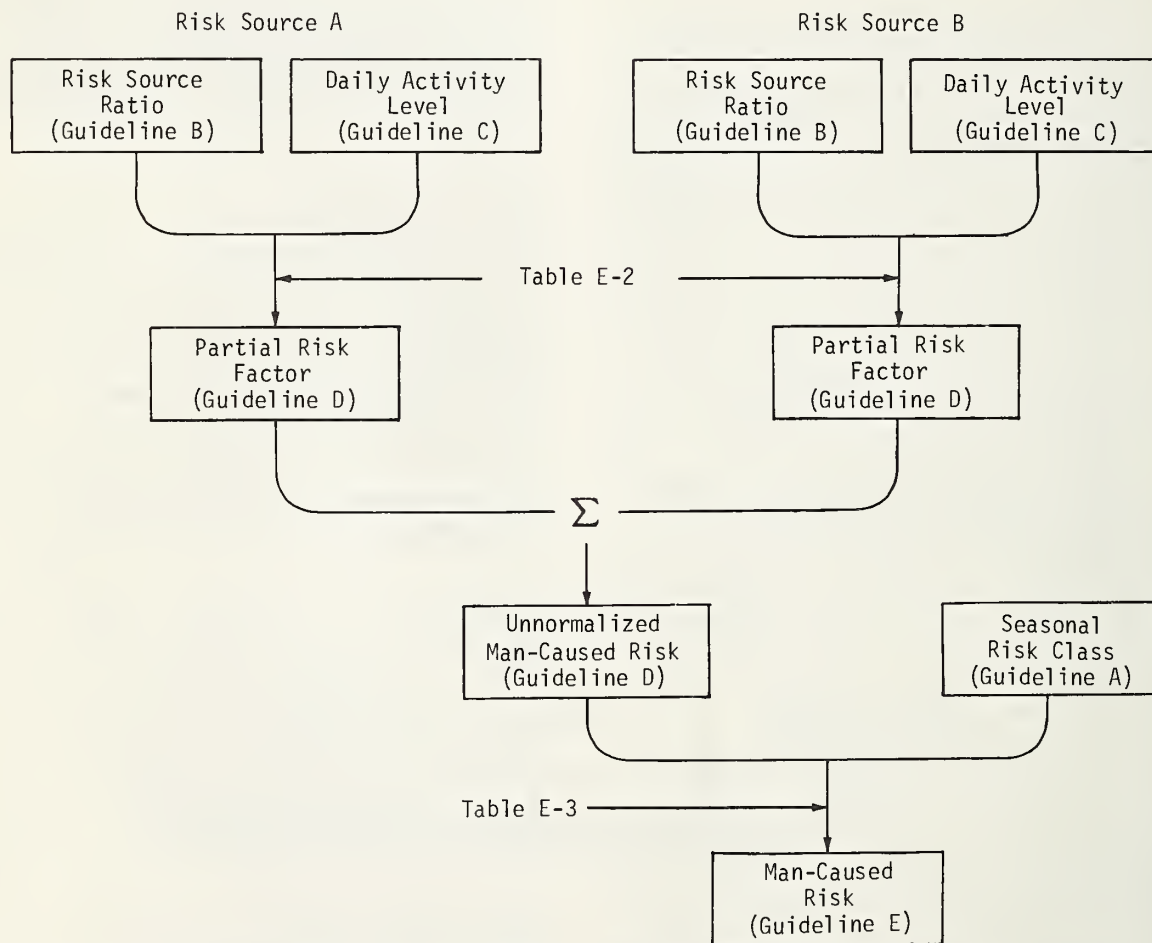 Risk Source A
Risk Source B
Risk Source
Ratio
(Guideline B)
Daily Activity
Level
(Guideline C)
Risk Source
Ratio
(Guideline B)
Daily Activity
Level
(Guideline C)
Table E-2
Partial Risk
Factor
(Guideline D)
Partial Risk
Factor
(Guideline D)
Σ
Unnormalized
Man-Caused Risk
(Guideline D)
Seasonal
Risk Class
(Guideline A)
Table E-3
Man-Caused
Risk
(Guideline E)